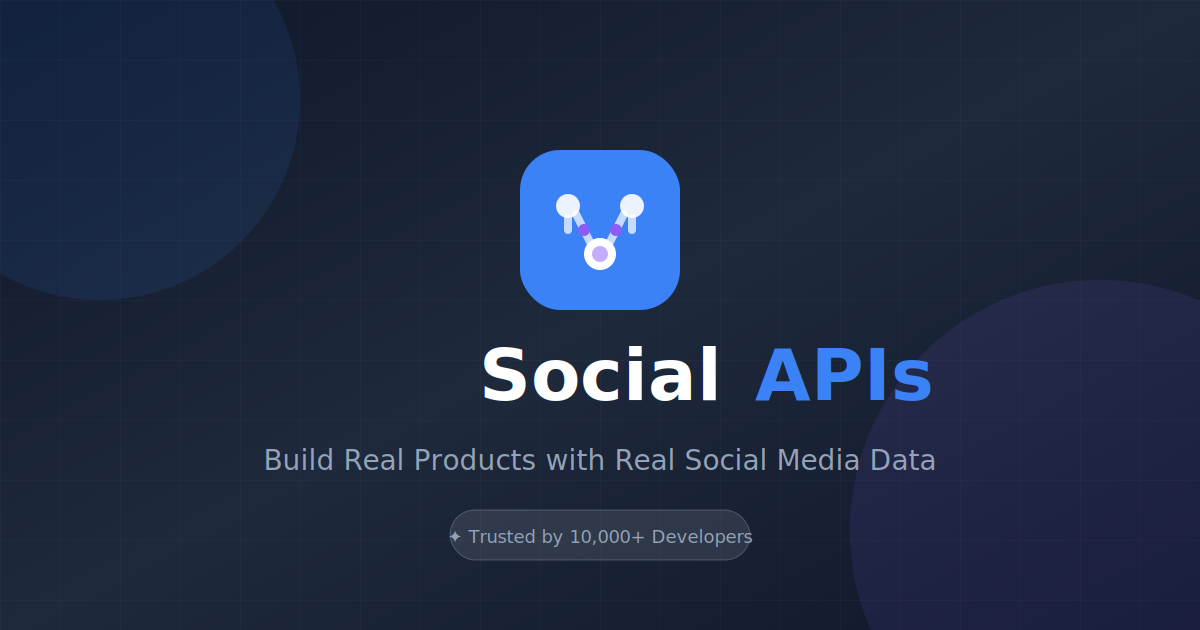 Social APIs
Build Real Products with Real Social Media Data
✦ Trusted by 10,000+ Developers